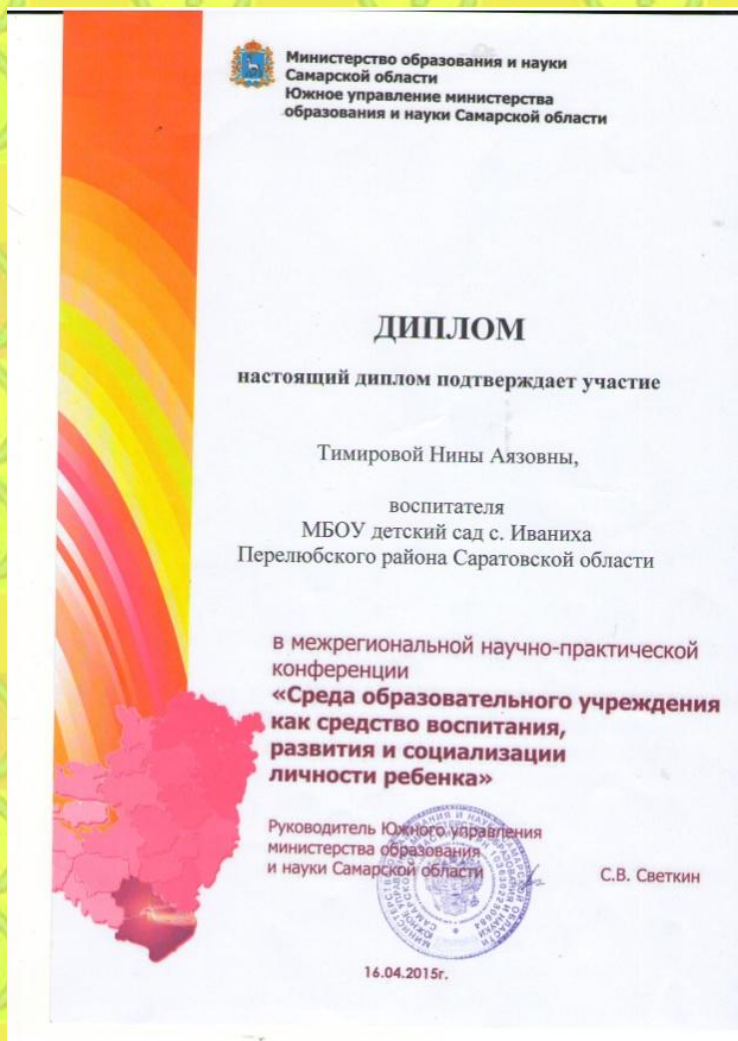 Министерство образования и науки
Самарской области
Южное управление министерства
образования и науки Самарской области
ДИПЛОМ
настоящий диплом подтверждает участие
Тимировой Нины Аязовны,
воспитателя
МБОУ детский сад с. Иваниха
Перелюбского района Саратовской области
в межрегиональной научно-практической
конференции
«Среда образовательного учреждения
как средство воспитания,
развития и социализации
личности ребенка»
Руководитель Южного управления
министерства образования
и науки Самарской области
С.В. Светкин
16.04.2015г.